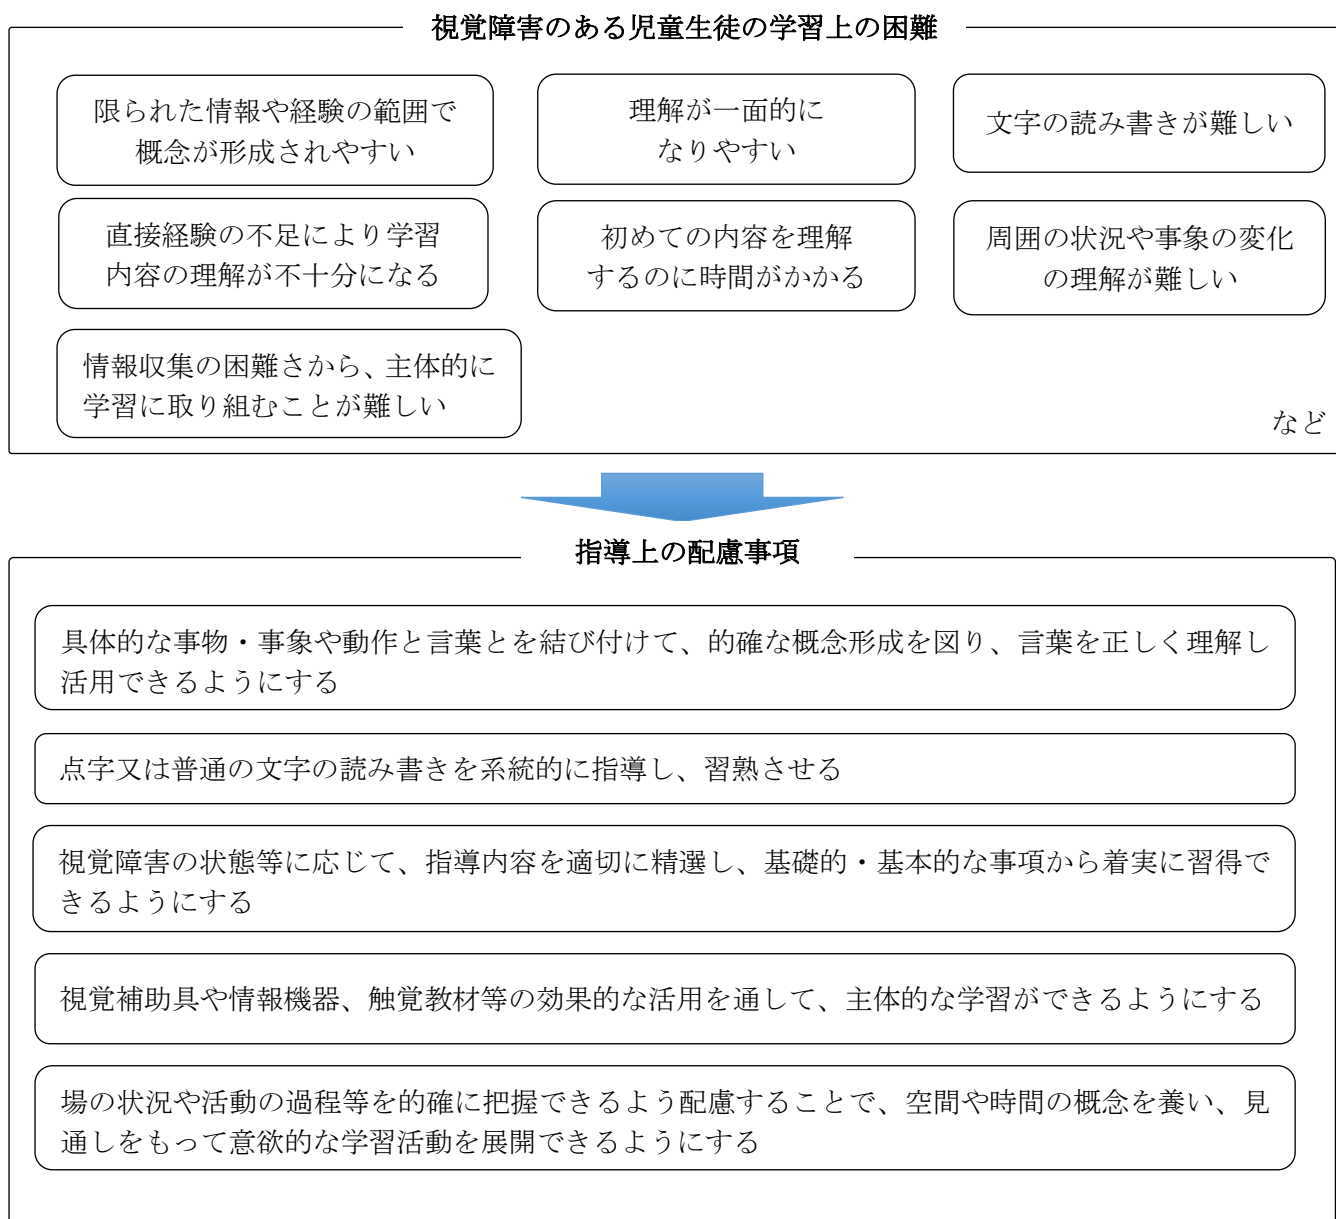 視覚障害のある児童生徒の学習上の困難
限られた情報や経験の範囲で
概念が形成されやすい
理解が一面的に
なりやすい
文字の読み書きが難しい
直接経験の不足により学習
内容の理解が不十分になる
初めての内容を理解
するのに時間がかかる
周囲の状況や事象の変化
の理解が難しい
情報収集の困難さから、主体的に
学習に取り組むことが難しい
など
指導上の配慮事項
具体的な事物・事象や動作と言葉とを結び付けて、的確な概念形成を図り、言葉を正しく理解し
活用できるようにする
点字又は普通の文字の読み書きを系統的に指導し、習熟させる
視覚障害の状態等に応じて、指導内容を適切に精選し、基礎的・基本的な事項から着実に習得で
きるようにする
視覚補助具や情報機器、触覚教材等の効果的な活用を通して、主体的な学習ができるようにする
場の状況や活動の過程等を的確に把握できるよう配慮することで、空間や時間の概念を養い、見
通しをもって意欲的な学習活動を展開できるようにする